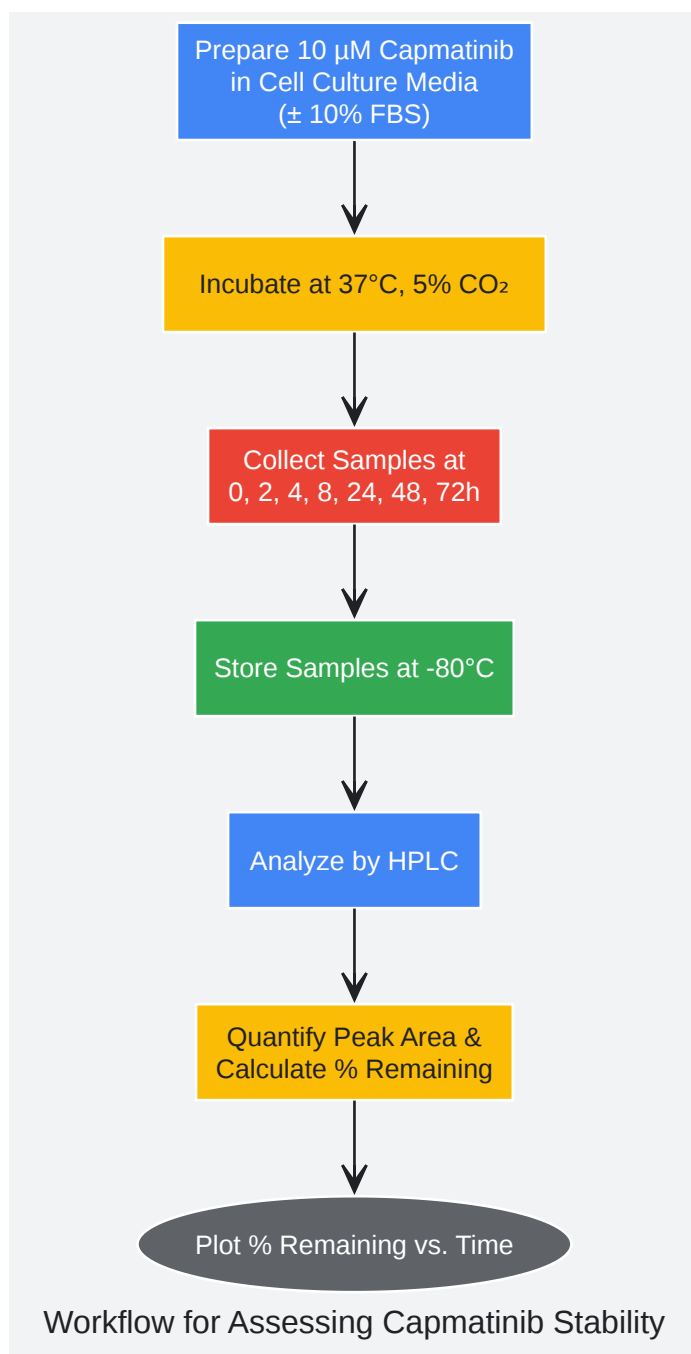 Prepare 10 µM Capmatinib
in Cell Culture Media
(± 10% FBS)
Incubate at 37°C, 5% CO₂
Collect Samples at
0, 2, 4, 8, 24, 48, 72h
Store Samples at -80°C
Analyze by HPLC
Quantify Peak Area &
Calculate % Remaining
Plot % Remaining vs. Time
Workflow for Assessing Capmatinib Stability